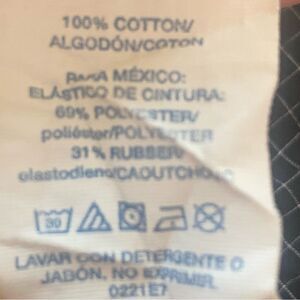 100% COTTON/
ALGODÓN/COTON
PARA MÉXICO:
ELÁSTICO DE CINTURA:
69% POLYESTER/
poliéster/POLYESTER
31% RUBBER/
elastodieno/CAOUTCHOUC
30
LAVAR CON DETERGENTE O
JABÓN. NO EXPRIMIR.
0221E7